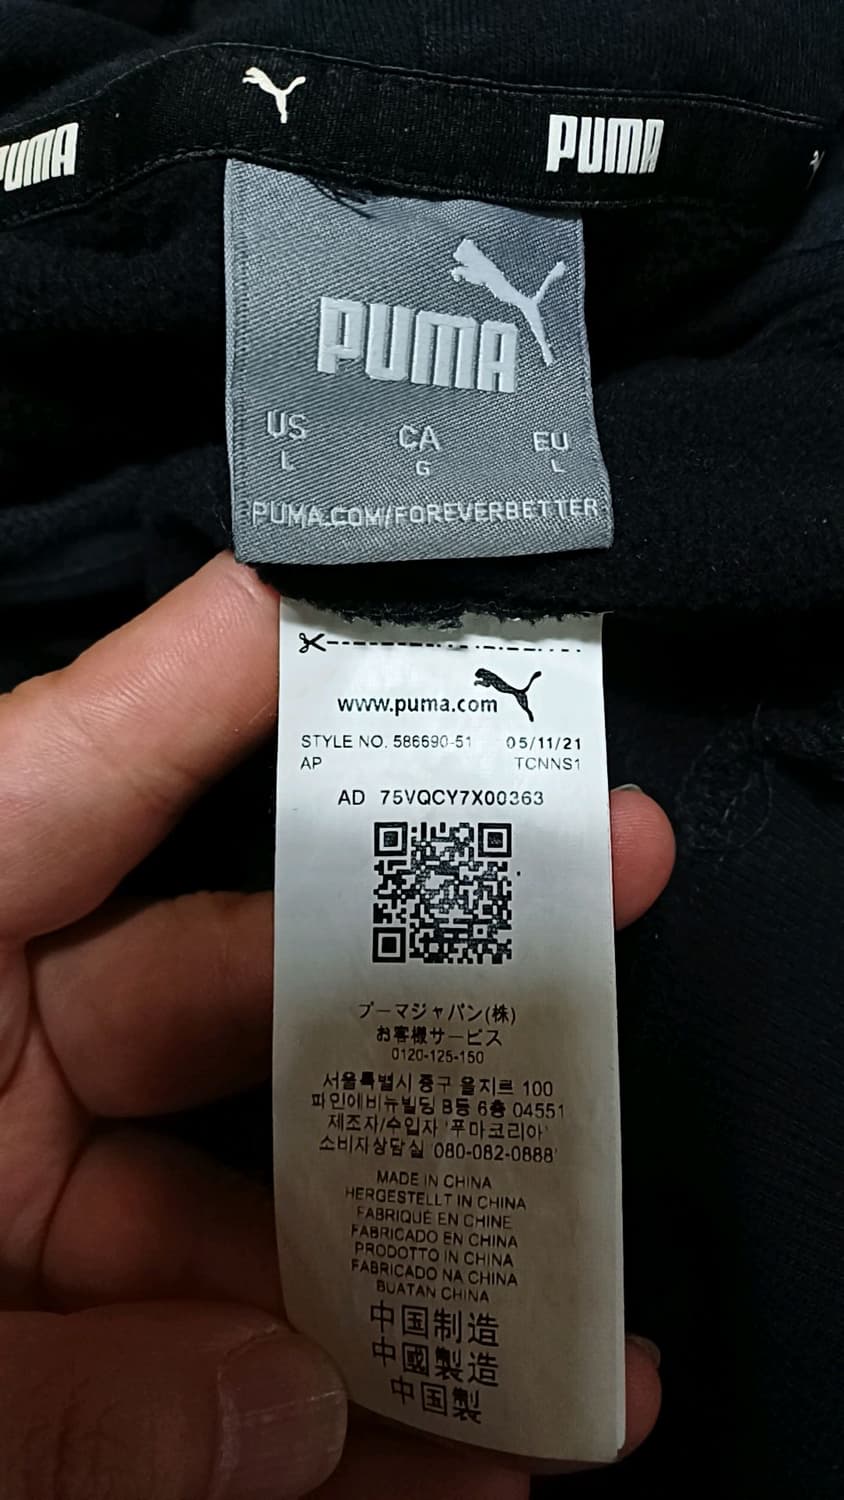 PUMA
PUMA
PUMA
US CA EU
L G L
PUMA.COM/FOREVERBETTER
www.puma.com
STYLE NO. 586690-51 05/11/21
AP TCNNS1
AD 75VQCY7X00363
プーマジャパン(株)
お客様サービス
0120-125-150
서울특별시 중구 을지로 100
파인에비뉴빌딩 B동 6층 04551
제조자/수입자 '푸마코리아'
소비자상담실 080-082-0888'
MADE IN CHINA
HERGESTELLT IN CHINA
FABRIQUÉ EN CHINE
FABRICADO EN CHINA
PRODOTTO IN CHINA
FABRICADO NA CHINA
BUATAN CHINA
中国制造
中國製造
中国製